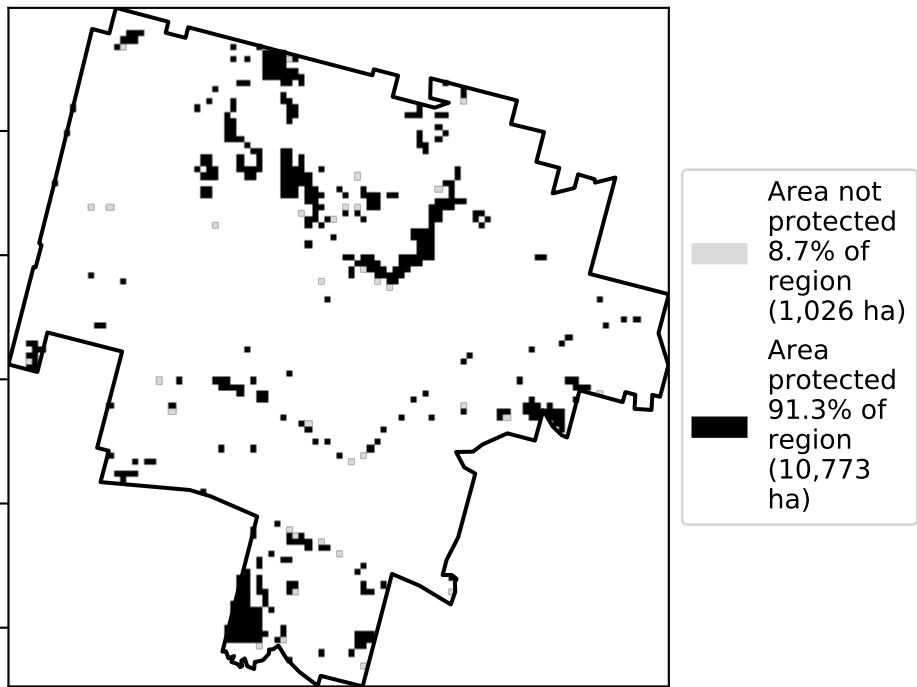 Area not
protected
8.7% of
region
(1,026 ha)
Area
protected
91.3% of
region
(10,773
ha)